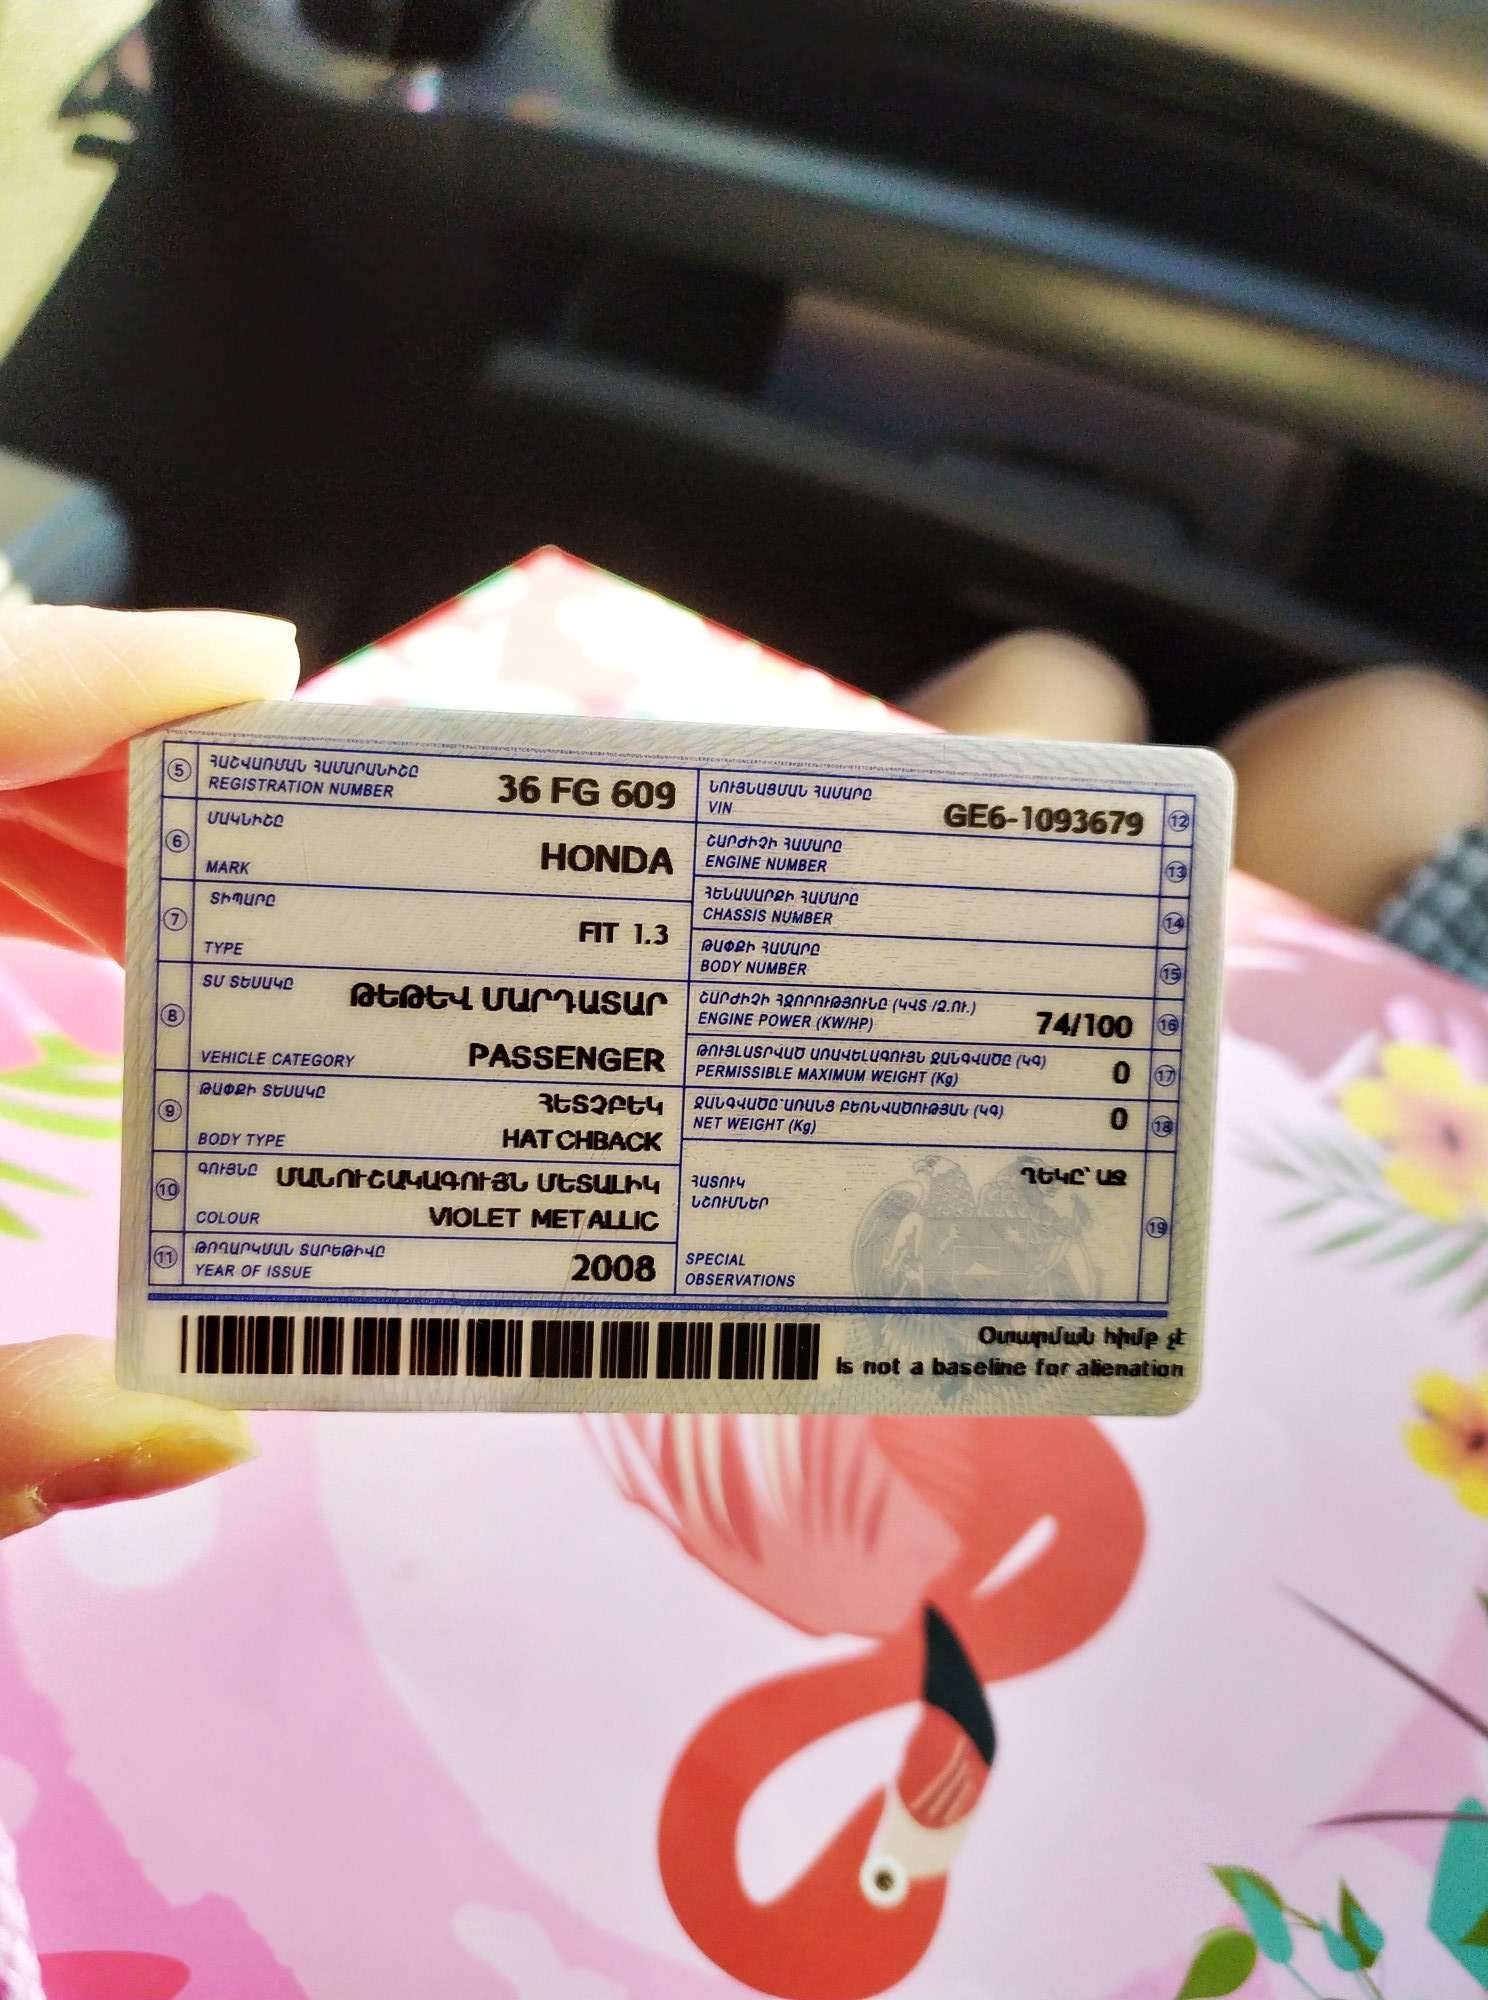 5
ՀԱՇՎԱՌՄԱՆ ՀԱՄԱՐԱՆԻՇԸ
REGISTRATION NUMBER
36 FG 609
6
ՄԱԿՆԻՇԸ
MARK
HONDA
7
ՏԻՊԱՐԸ
TYPE
FIT 1.3
8
ՏՄ ՏԵՍԱԿԸ
ԹԵԹԵՎ ՄԱՐԴԱՏԱՐ
VEHICLE CATEGORY
PASSENGER
9
ԹԱՓՔԻ ՏԵՍԱԿԸ
ՀԵՏՉԲԵԿ
BODY TYPE
HATCHBACK
10
ԳՈՒՅՆԸ
ՄԱՆՈՒՇԱԿԱԳՈՒՅՆ ՄԵՏԱԼԻԿ
COLOUR
VIOLET METALLIC
11
ԹՈՂԱՐԿՄԱՆ ՏԱՐԵԹԻՎԸ
YEAR OF ISSUE
2008
ՆՈՒՅՆԱՑՄԱՆ ՀԱՄԱՐԸ
VIN
GE6-1093679
12
ՇԱՐԺԻՉԻ ՀԱՄԱՐԸ
ENGINE NUMBER
13
ՀԵՆԱՍԱՐՔԻ ՀԱՄԱՐԸ
CHASSIS NUMBER
14
ԹԱՓՔԻ ՀԱՄԱՐԸ
BODY NUMBER
15
ՇԱՐԺԻՉԻ ՀԶՈՐՈՒԹՅՈՒՆԸ (ԿՎՏ /Ձ.ՈՒ.)
ENGINE POWER (KW/HP)
74/100
16
ԹՈՒՅԼԱՏՐՎԱԾ ԱՌԱՎԵԼԱԳՈՒՅՆ ԶԱՆԳՎԱԾԸ (ԿԳ)
PERMISSIBLE MAXIMUM WEIGHT (Kg)
0
17
ԶԱՆԳՎԱԾԸ՝ ԱՌԱՆՑ ԲԵՌՆՎԱԾՈՒԹՅԱՆ (ԿԳ)
NET WEIGHT (Kg)
0
18
ՀԱՏՈՒԿ
ՆՇՈՒՄՆԵՐ
ՂԵԿԸ՝ ԱՋ
19
SPECIAL
OBSERVATIONS
Օտարման հիմք չէ
Is not a baseline for alienation